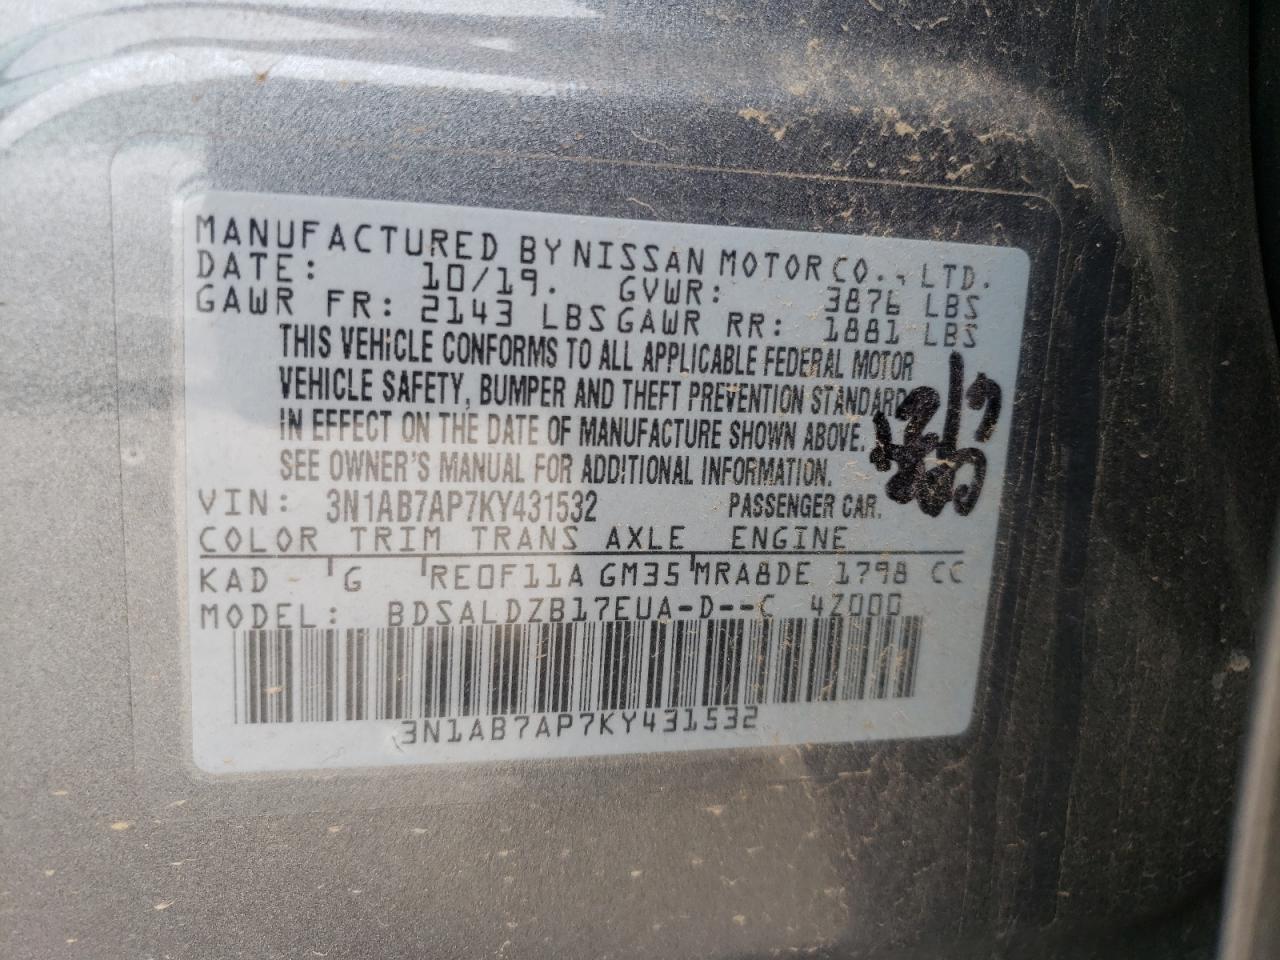 MANUFACTURED BY NISSAN MOTOR CO., LTD.
DATE: 10/19. GVWR: 3876 LBS
GAWR FR: 2143 LBS GAWR RR: 1881 LBS
THIS VEHICLE CONFORMS TO ALL APPLICABLE FEDERAL MOTOR
VEHICLE SAFETY, BUMPER AND THEFT PREVENTION STANDARD
IN EFFECT ON THE DATE OF MANUFACTURE SHOWN ABOVE.
SEE OWNER'S MANUAL FOR ADDITIONAL INFORMATION.
VIN: 3N1AB7AP7KY431532 PASSENGER CAR.
COLOR TRIM TRANS AXLE ENGINE
KAD G RE0F11A GM35 MRA8DE 1798 CC
MODEL: BDSALDZB17EUA-D--C 4Z000
3N1AB7AP7KY431532